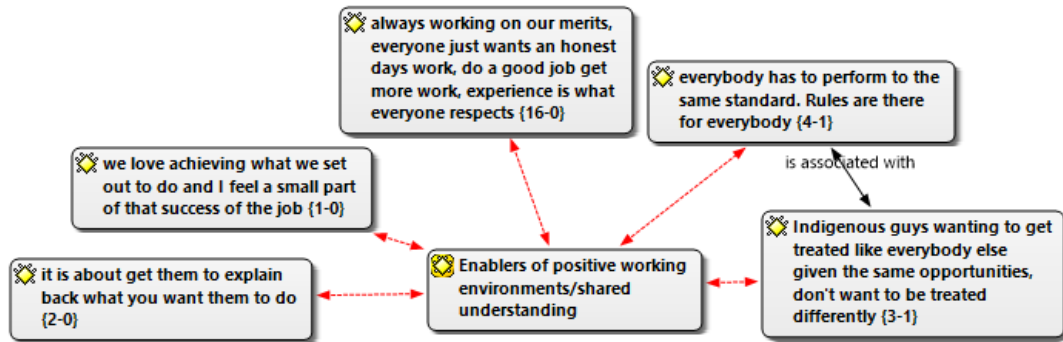 always working on our merits,
everyone just wants an honest
days work, do a good job get
more work, experience is what
everyone respects {16-0}
everybody has to perform to the
same standard. Rules are there
for everybody {4-1}
is associated with
we love achieving what we set
out to do and I feel a small part
of that success of the job {1-0}
Indigenous guys wanting to get
treated like everybody else
given the same opportunities,
don't want to be treated
differently {3-1}
Enablers of positive working
environments/shared
understanding
it is about get them to explain
back what you want them to do
{2-0}